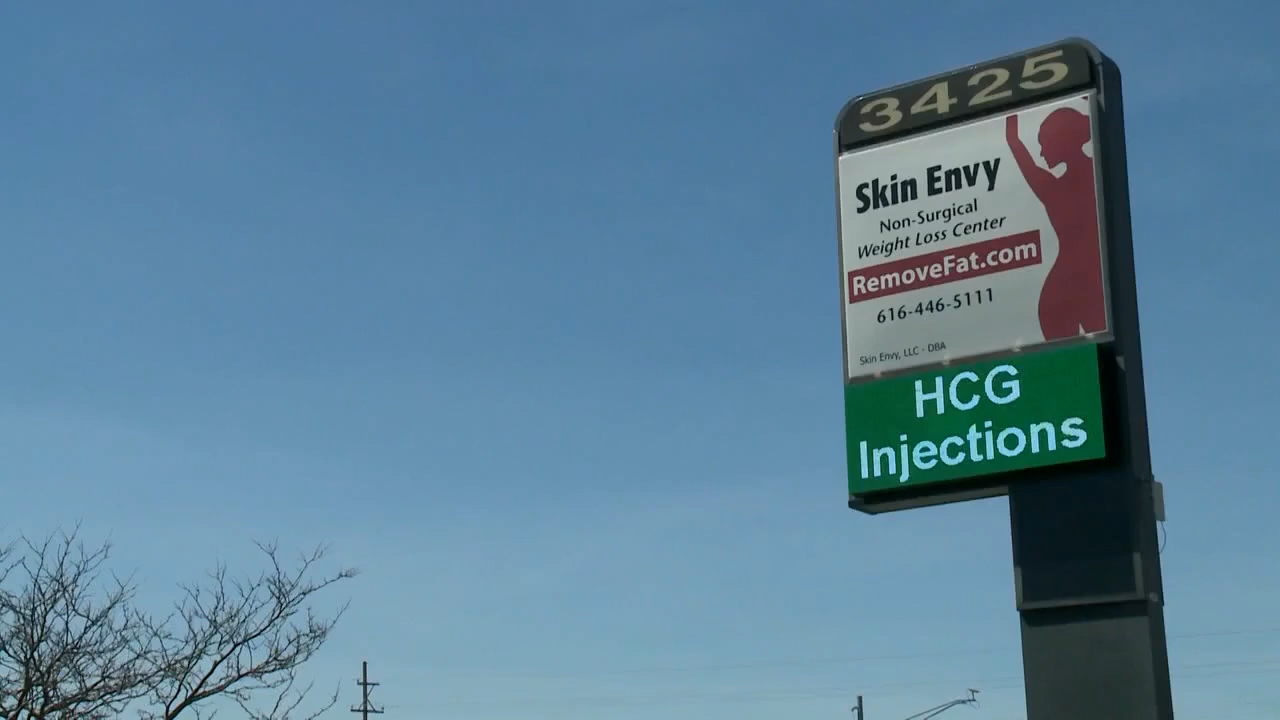 3425
Skin Envy
Non-Surgical
Weight Loss Center
RemoveFat.com
616-446-5111
Skin Envy, LLC - DBA
HCG
Injections